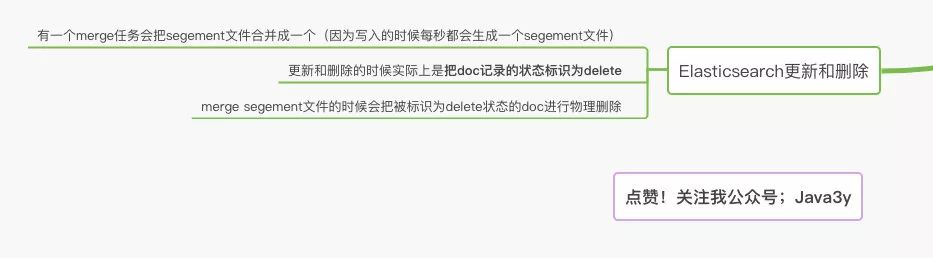 有一个merge任务会把segement文件合并成一个（因为写入的时候每秒都会生成一个segement文件）
更新和删除的时候实际上是把doc记录的状态标识为delete
merge segement文件的时候会把被标识为delete状态的doc进行物理删除
Elasticsearch更新和删除
点赞！关注我公众号；Java3y